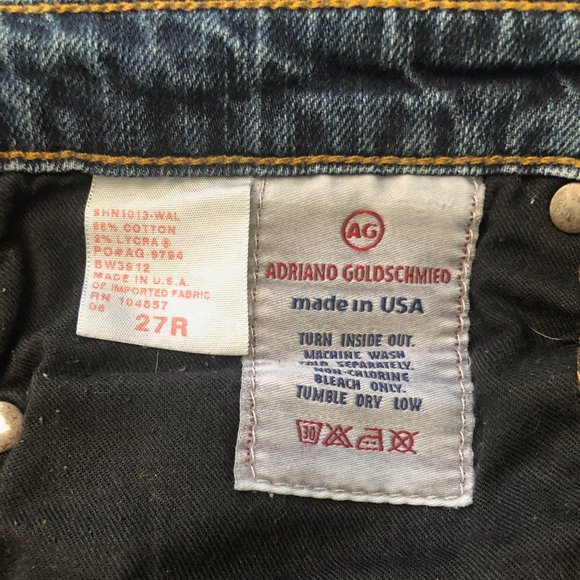 SHN1013-WAL
98% COTTON
2% LYCRA ®
PO#AG-9794
SW3912
MADE IN U.S.A.
OF IMPORTED FABRIC
RN 104857
06
27R
AG
ADRIANO GOLDSCHMIED
made in USA
TURN INSIDE OUT.
MACHINE WASH
COLD SEPARATELY.
NON-CHLORINE
BLEACH ONLY.
TUMBLE DRY LOW
30